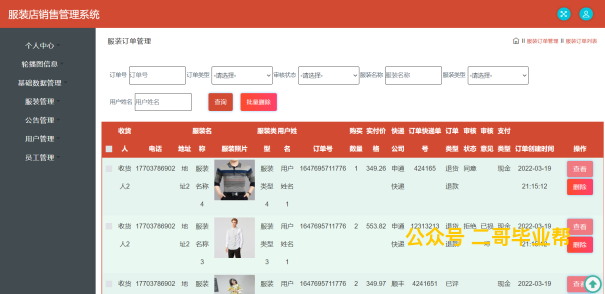 服装店销售管理系统
个人中心
轮播图信息
基础数据管理
服装管理
公告管理
用户管理
员工管理
服装订单管理
服装订单管理 服装订单列表
订单号 订单号 订单类型 -请选择- 审核状态 -请选择- 服装名称 服装名称 服装类型 -请选择-
用户姓名 用户姓名 查询 批量删除
收货人 电话 地址 服装名称 服装照片 服装类型 用户姓名 订单号 购买数量 实付价格 快递公司 订单快递单号 订单类型 审核状态 审核意见 支付类型 订单创建时间 操作
收货人2 17703786902 地址2 服装名称4 服装类型4 用户姓名1 1647695711776 1 349.26 申通快递 424165 退货退款 同意 现金 2022-03-19 21:15:12 查看 删除
收货人2 17703786902 地址2 服装名称3 服装类型3 用户姓名1 1647695711776 2 553.82 申通快递 12313213 退货退款 拒绝 现金 2022-03-19 查看 删除
公众号 二哥毕业帮
收货 17703786902 地 服装 服装 用户 1647695711776 2 349.97 顺丰 4241651 已评 现金 2022-03-19 查看